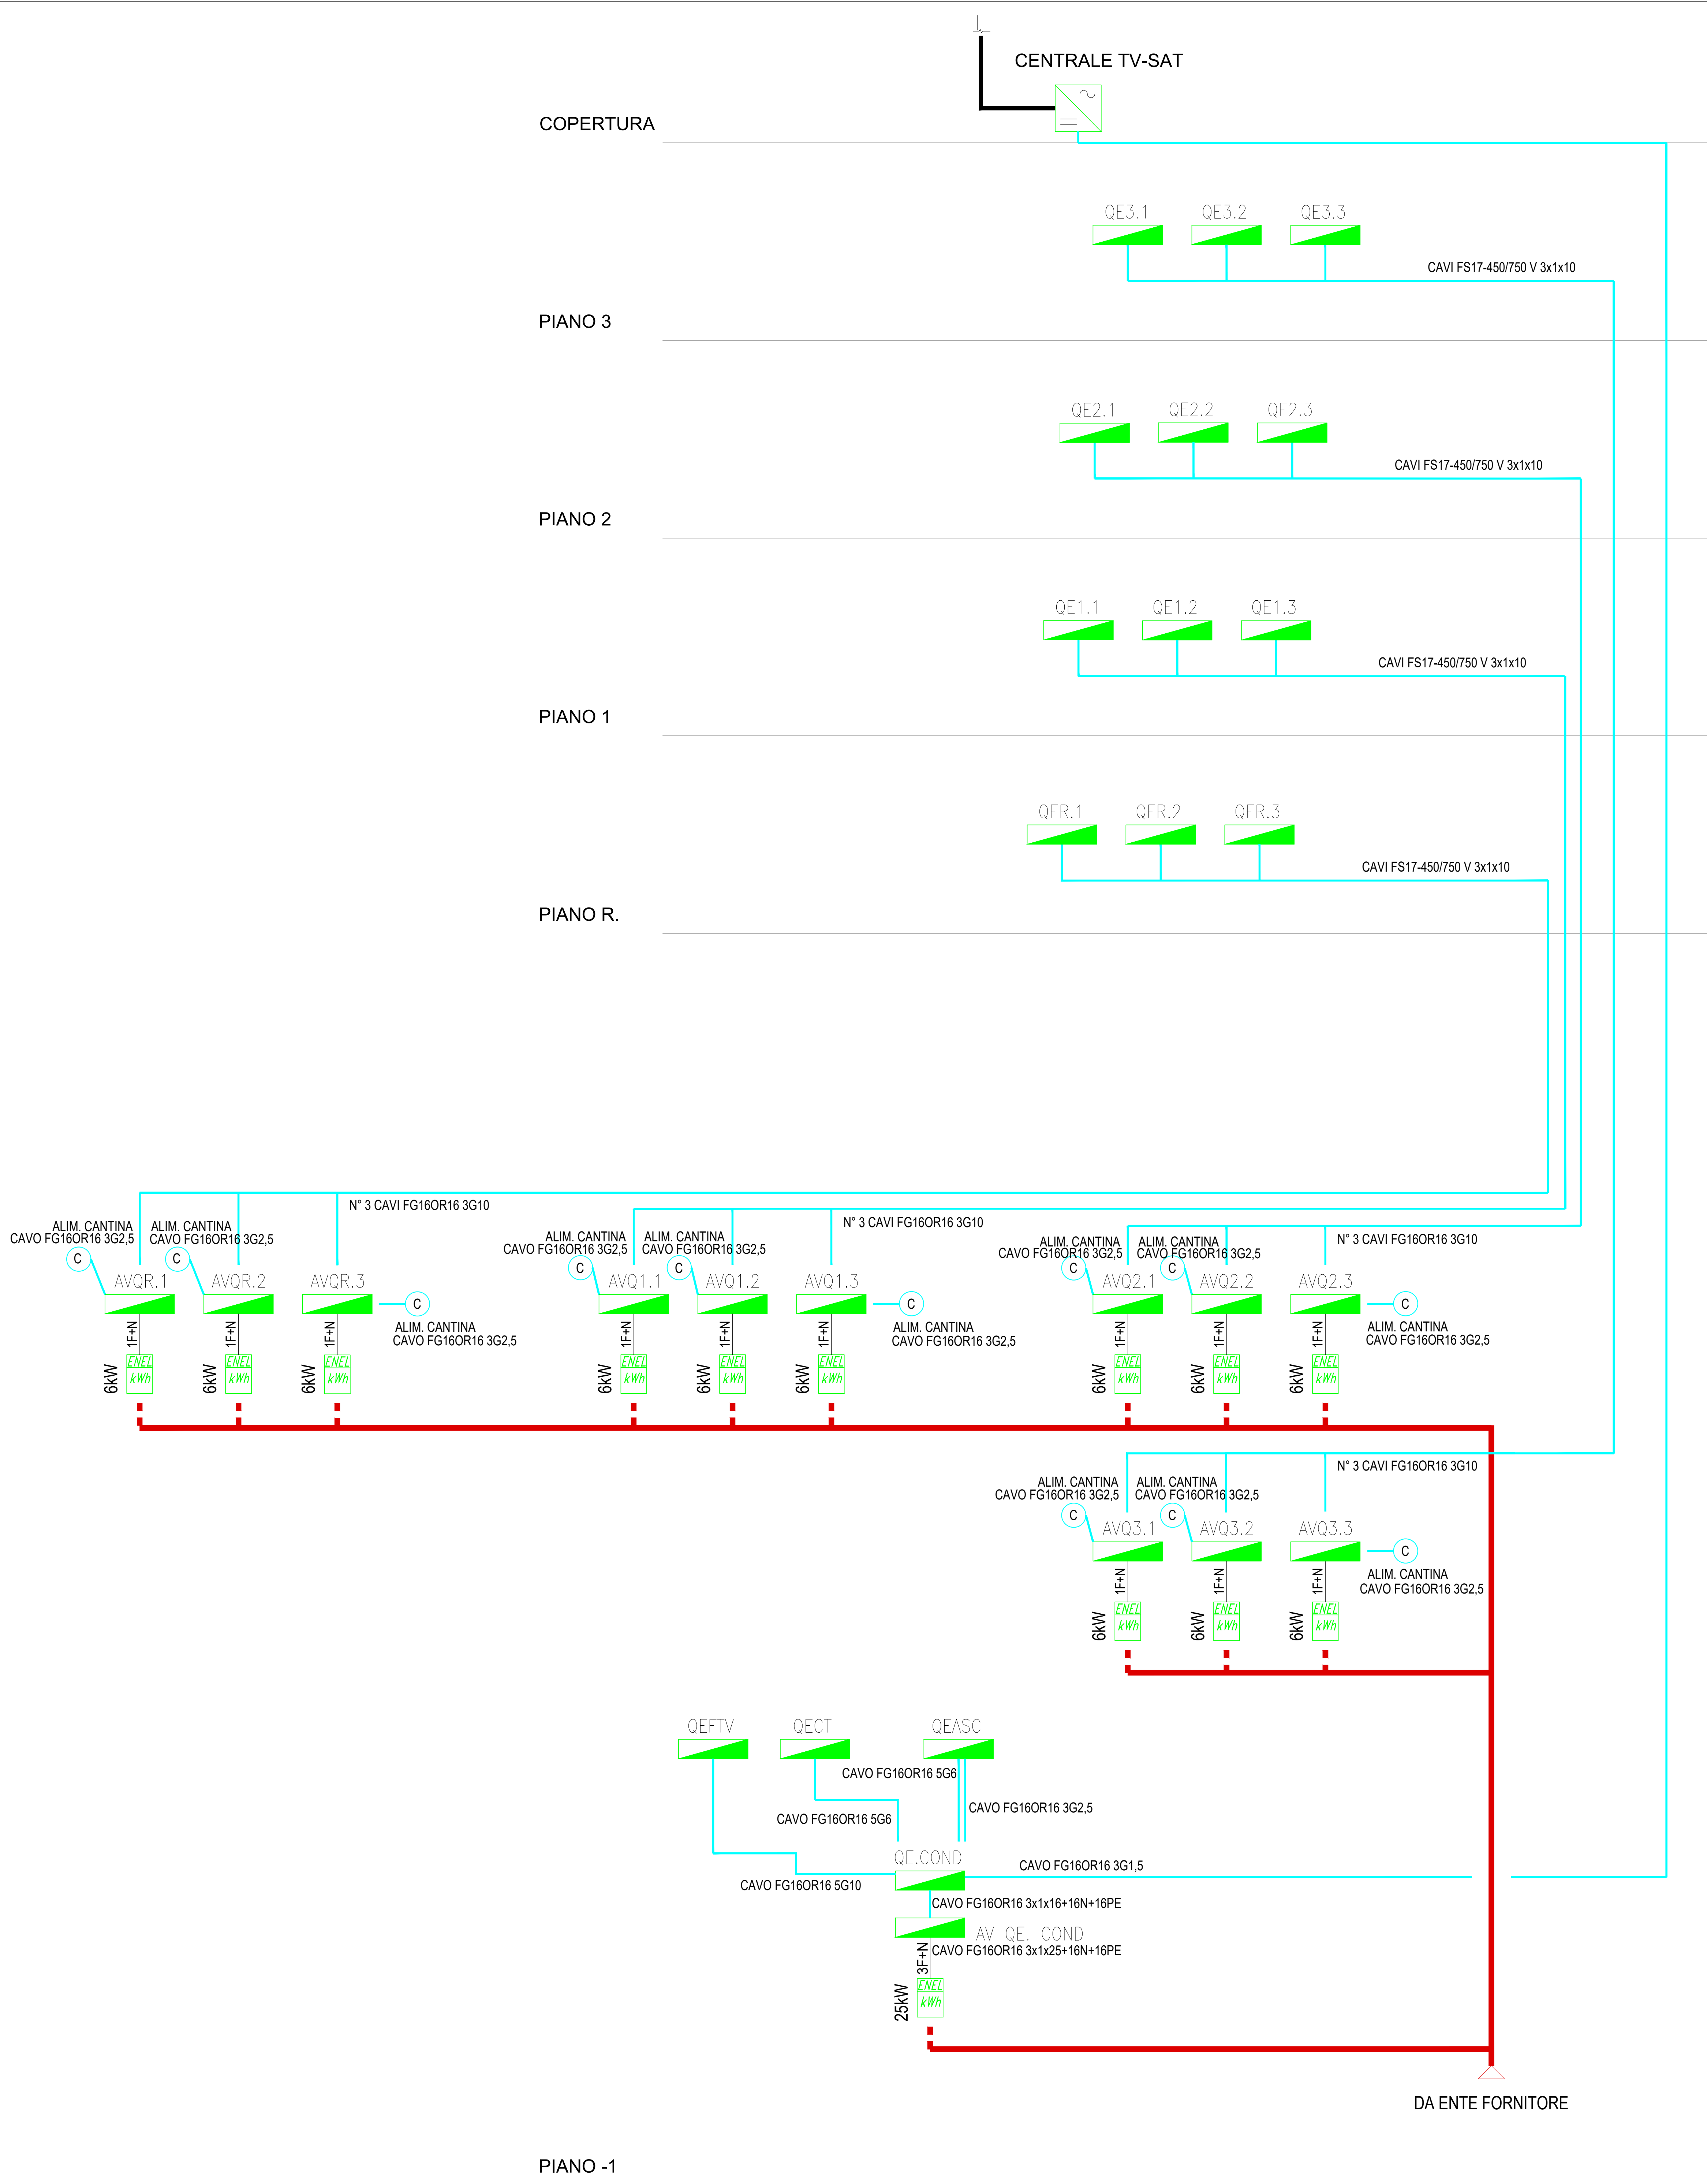 CENTRALE TV-SAT
COPERTURA
QE3.1 QE3.2 QE3.3
CAVI FS17-450/750 V 3x1x10
PIANO 3
QE2.1 QE2.2 QE2.3
CAVI FS17-450/750 V 3x1x10
PIANO 2
QE1.1 QE1.2 QE1.3
CAVI FS17-450/750 V 3x1x10
PIANO 1
QER.1 QER.2 QER.3
CAVI FS17-450/750 V 3x1x10
PIANO R.
N° 3 CAVI FG16OR16 3G10
ALIM. CANTINA
CAVO FG16OR16 3G2,5
C
ALIM. CANTINA
CAVO FG16OR16 3G2,5
C
AVQR.1 AVQR.2 AVQR.3
C
ALIM. CANTINA
CAVO FG16OR16 3G2,5
1F+N 1F+N 1F+N
6kW ENEL kWh
6kW ENEL kWh
6kW ENEL kWh
N° 3 CAVI FG16OR16 3G10
ALIM. CANTINA
CAVO FG16OR16 3G2,5
C
ALIM. CANTINA
CAVO FG16OR16 3G2,5
C
AVQ1.1 AVQ1.2 AVQ1.3
C
ALIM. CANTINA
CAVO FG16OR16 3G2,5
1F+N 1F+N 1F+N
6kW ENEL kWh
6kW ENEL kWh
6kW ENEL kWh
N° 3 CAVI FG16OR16 3G10
ALIM. CANTINA
CAVO FG16OR16 3G2,5
C
ALIM. CANTINA
CAVO FG16OR16 3G2,5
C
AVQ2.1 AVQ2.2 AVQ2.3
C
ALIM. CANTINA
CAVO FG16OR16 3G2,5
1F+N 1F+N 1F+N
6kW ENEL kWh
6kW ENEL kWh
6kW ENEL kWh
N° 3 CAVI FG16OR16 3G10
ALIM. CANTINA
CAVO FG16OR16 3G2,5
C
ALIM. CANTINA
CAVO FG16OR16 3G2,5
C
AVQ3.1 AVQ3.2 AVQ3.3
C
ALIM. CANTINA
CAVO FG16OR16 3G2,5
1F+N 1F+N 1F+N
6kW ENEL kWh
6kW ENEL kWh
6kW ENEL kWh
QEFTV QECT QEASC
CAVO FG16OR16 5G6
CAVO FG16OR16 3G2,5
CAVO FG16OR16 5G6
QE.COND
CAVO FG16OR16 3G1,5
CAVO FG16OR16 5G10
CAVO FG16OR16 3x1x16+16N+16PE
AV QE. COND
CAVO FG16OR16 3x1x25+16N+16PE
3F+N
25kW ENEL kWh
DA ENTE FORNITORE
PIANO -1